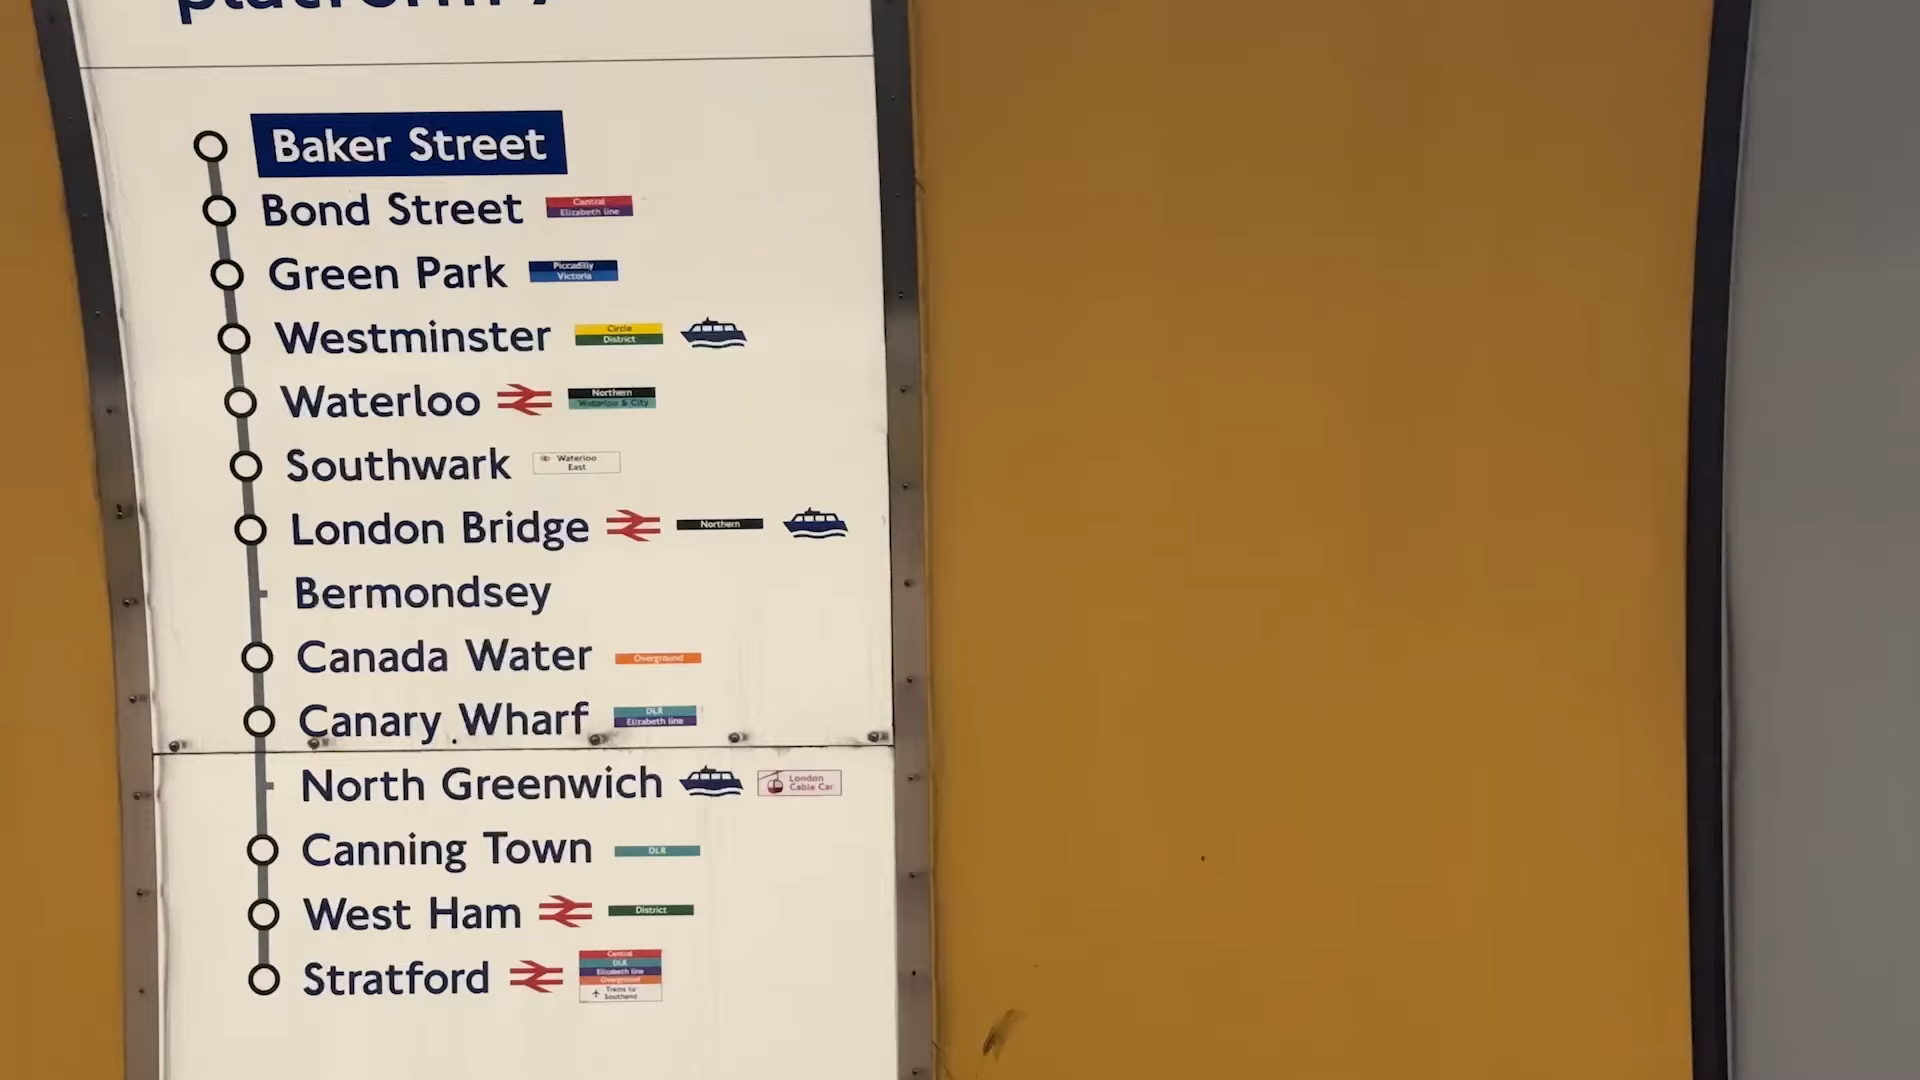 platform 7
Baker Street
Bond Street Central
Elizabeth line
Green Park Piccadilly
Victoria
Westminster Circle
District
Waterloo Northern
Waterloo & City
Southwark Waterloo
East
London Bridge Northern
Bermondsey
Canada Water Overground
Canary Wharf DLR
Elizabeth line
North Greenwich London
Cable Car
Canning Town DLR
West Ham District
Stratford Central
DLR
Elizabeth line
Overground
Trains to
Southend